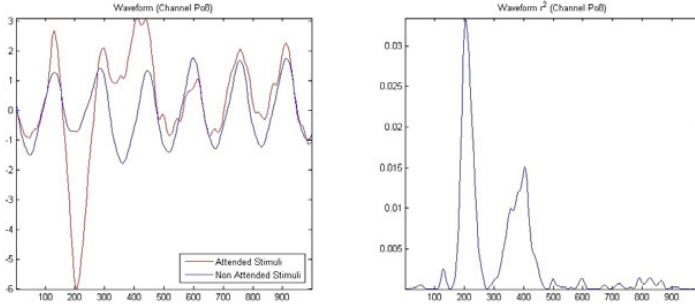 Waveform (Channel Po8)
3
2
1
0
-1
-2
-3
-4
-5
-6
100 200 300 400 500 600 700 800 900
Attended Stimuli
Non Attended Stimuli
Waveform r² (Channel Po8)
0.03
0.025
0.02
0.015
0.01
0.005
100 200 300 400 500 600 700 800 900